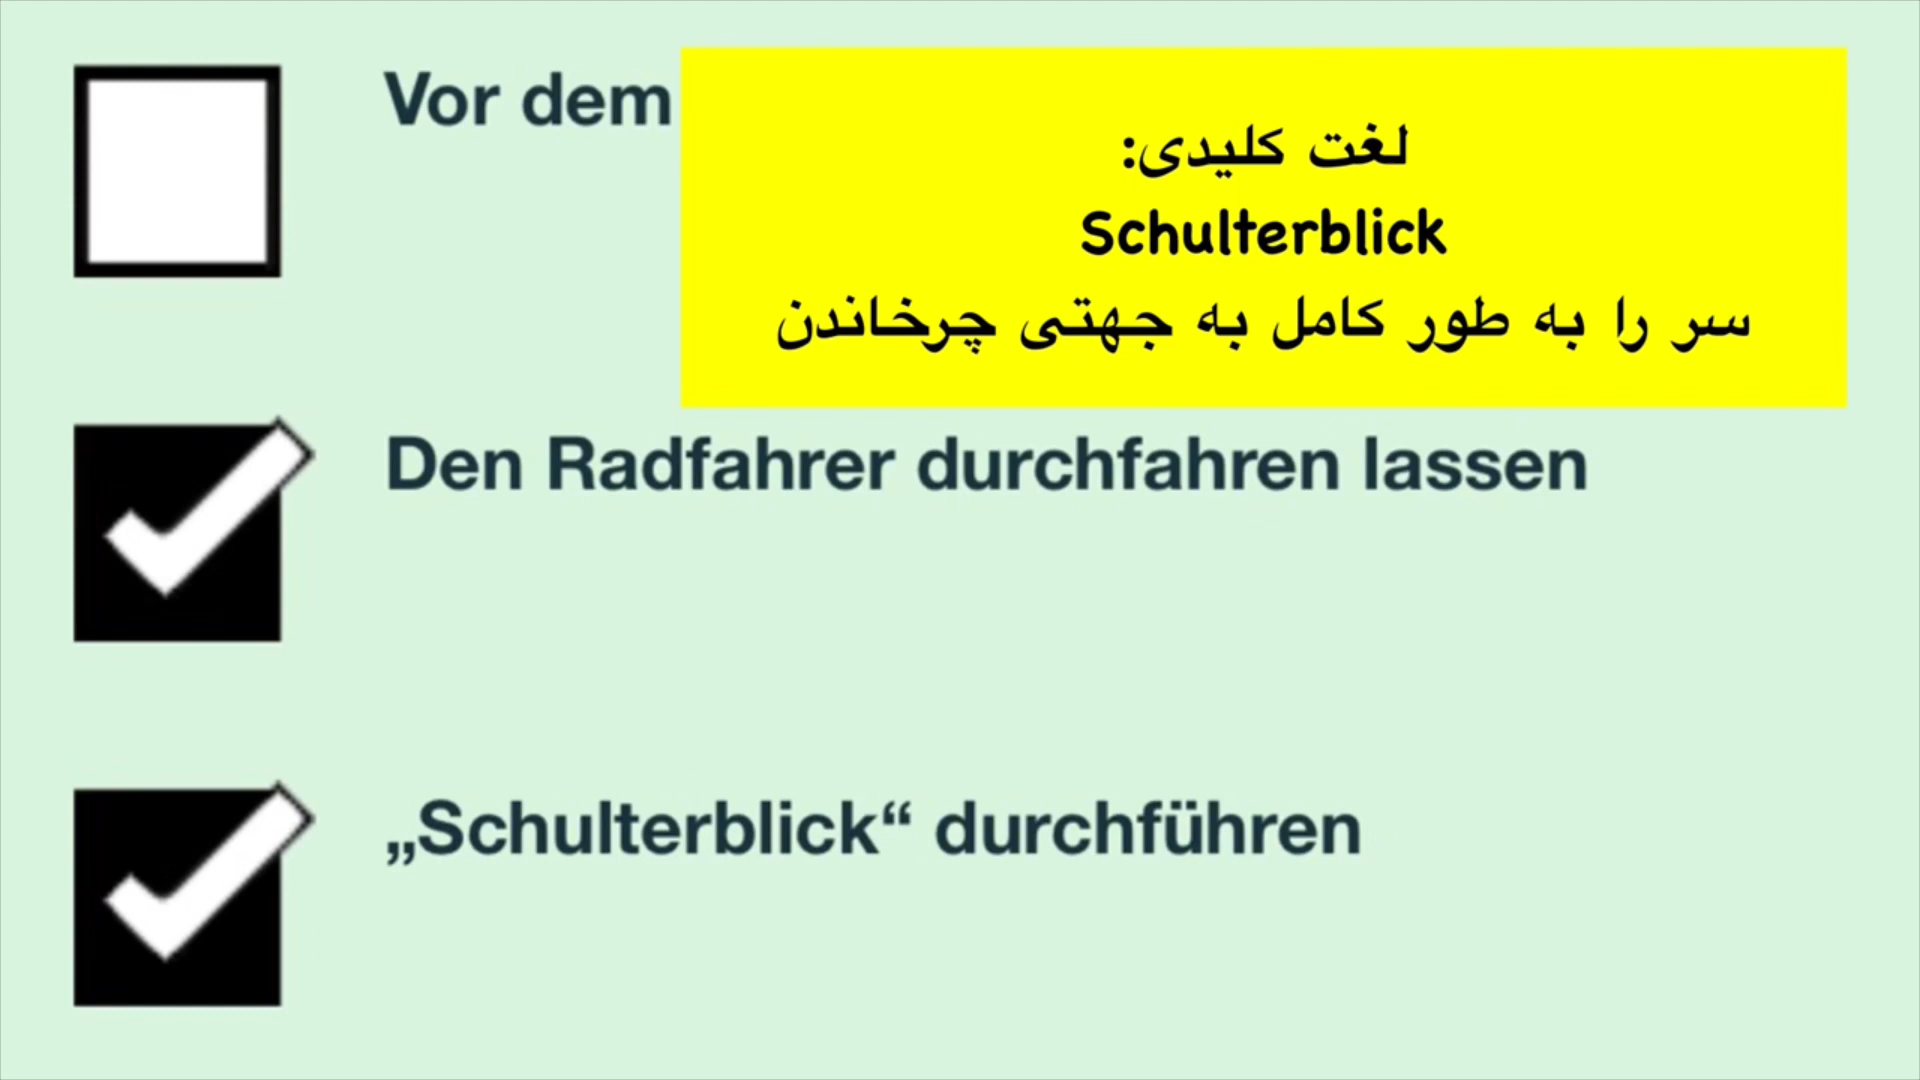 Vor dem
لغت کلیدی:
Schulterblick
سر را به طور کامل به جهتی چرخاندن
Den Radfahrer durchfahren lassen
„Schulterblick“ durchführen